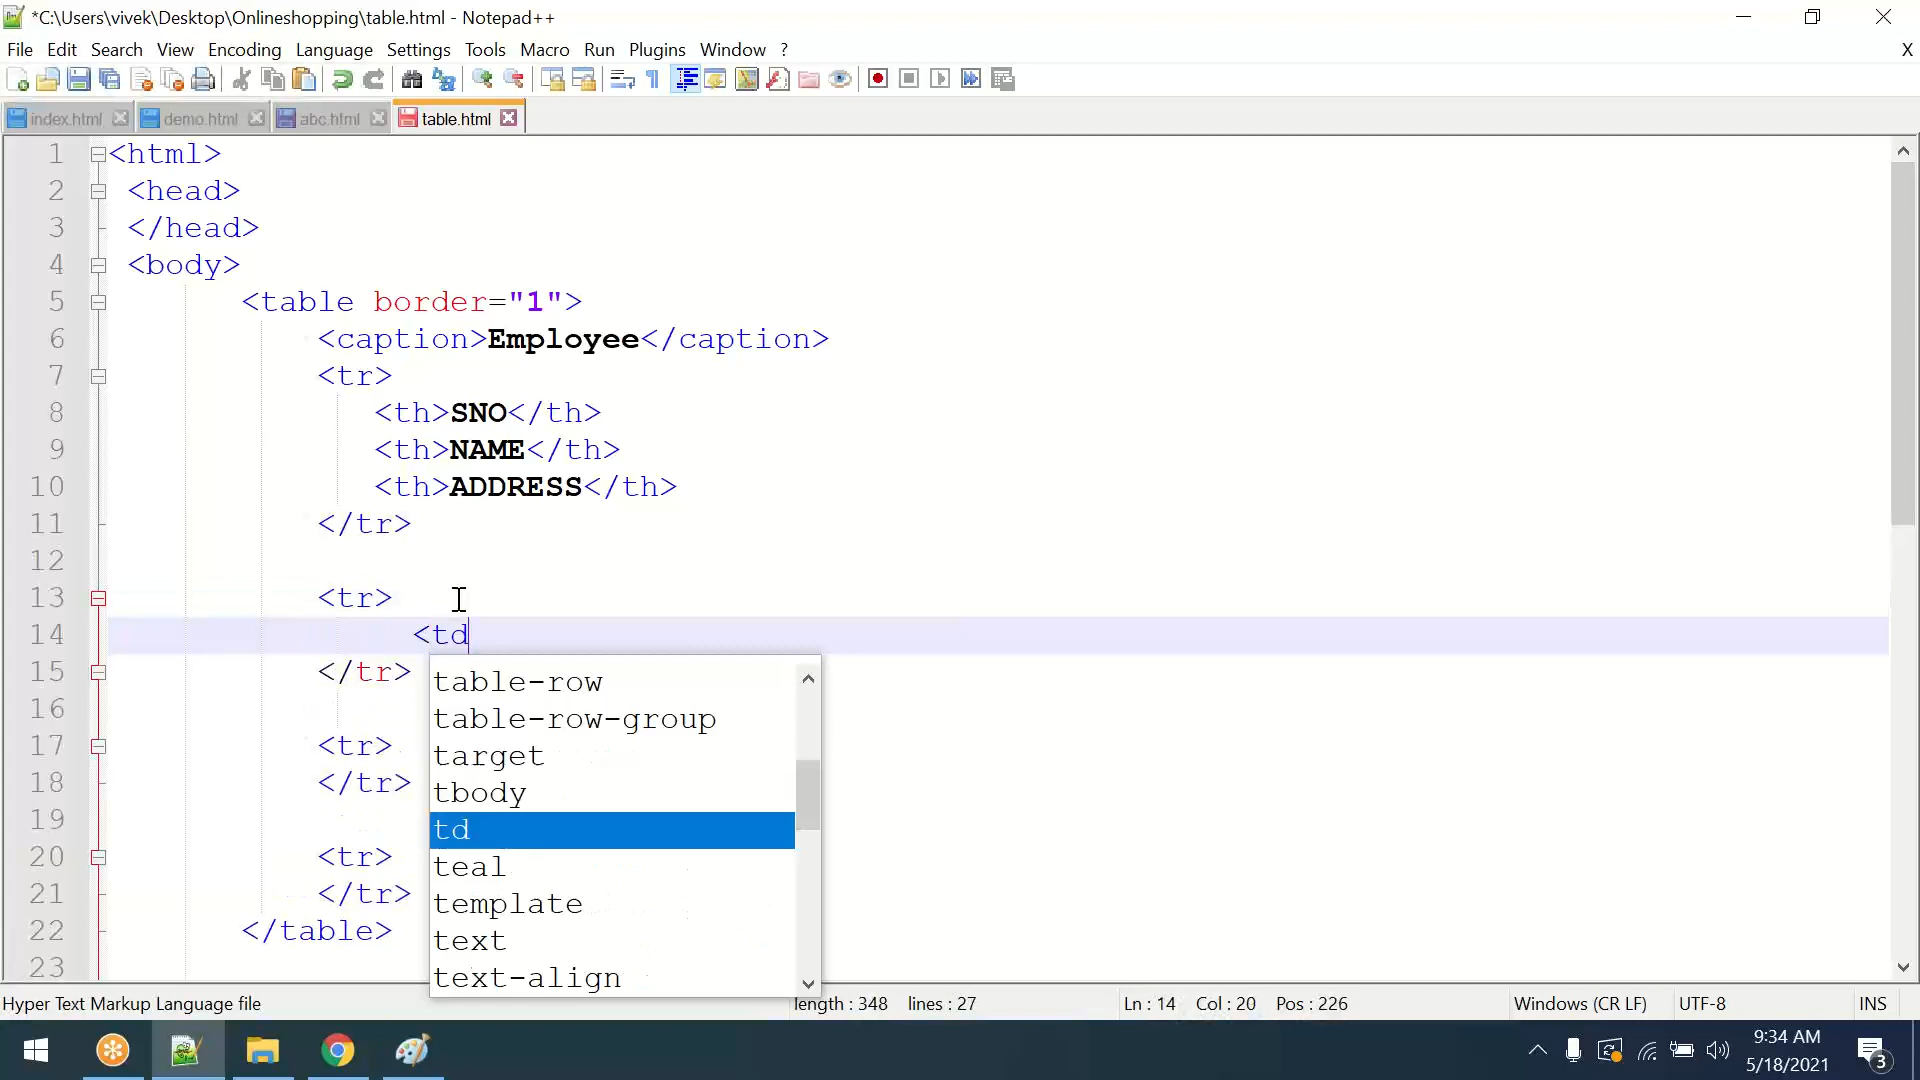 *C:\Users\vivek\Desktop\Onlineshopping\table.html - Notepad++
File Edit Search View Encoding Language Settings Tools Macro Run Plugins Window ? X
index.html demo.html abc.html table.html
1 <html>
2 <head>
3 </head>
4 <body>
5 <table border="1">
6 <caption>Employee</caption>
7 <tr>
8 <th>SNO</th>
9 <th>NAME</th>
10 <th>ADDRESS</th>
11 </tr>
12
13 <tr>
14 <td
15 </tr>
16
17 <tr>
18 </tr>
19
20 <tr>
21 </tr>
22 </table>
23
table-row
table-row-group
target
tbody
td
teal
template
text
text-align
Hyper Text Markup Language file length : 348 lines : 27 Ln : 14 Col : 20 Pos : 226 Windows (CR LF) UTF-8 INS
9:34 AM
5/18/2021
3